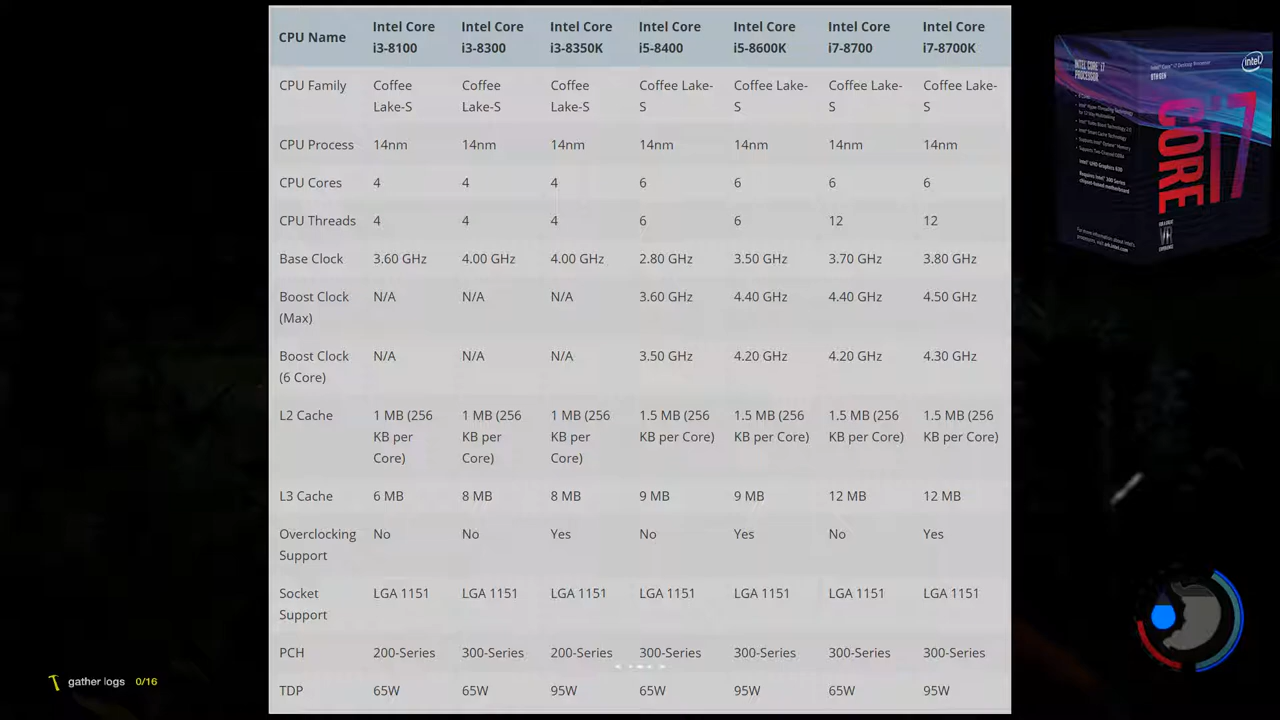 CPU Name Intel Core i3-8100 Intel Core i3-8300 Intel Core i3-8350K Intel Core i5-8400 Intel Core i5-8600K Intel Core i7-8700 Intel Core i7-8700K
CPU Family Coffee Lake-S Coffee Lake-S Coffee Lake-S Coffee Lake-S Coffee Lake-S Coffee Lake-S Coffee Lake-S
CPU Process 14nm 14nm 14nm 14nm 14nm 14nm 14nm
CPU Cores 4 4 4 6 6 6 6
CPU Threads 4 4 4 6 6 12 12
Base Clock 3.60 GHz 4.00 GHz 4.00 GHz 2.80 GHz 3.50 GHz 3.70 GHz 3.80 GHz
Boost Clock (Max) N/A N/A N/A 3.60 GHz 4.40 GHz 4.40 GHz 4.50 GHz
Boost Clock (6 Core) N/A N/A N/A 3.50 GHz 4.20 GHz 4.20 GHz 4.30 GHz
L2 Cache 1 MB (256 KB per Core) 1 MB (256 KB per Core) 1 MB (256 KB per Core) 1.5 MB (256 KB per Core) 1.5 MB (256 KB per Core) 1.5 MB (256 KB per Core) 1.5 MB (256 KB per Core)
L3 Cache 6 MB 8 MB 8 MB 9 MB 9 MB 12 MB 12 MB
Overclocking Support No No Yes No Yes No Yes
Socket Support LGA 1151 LGA 1151 LGA 1151 LGA 1151 LGA 1151 LGA 1151 LGA 1151
PCH 200-Series 300-Series 200-Series 300-Series 300-Series 300-Series 300-Series
TDP 65W 65W 95W 65W 95W 65W 95W
INTEL CORE i7
PROCESSOR
8TH GEN
intel
CORE i7
VR
gather logs 0/16